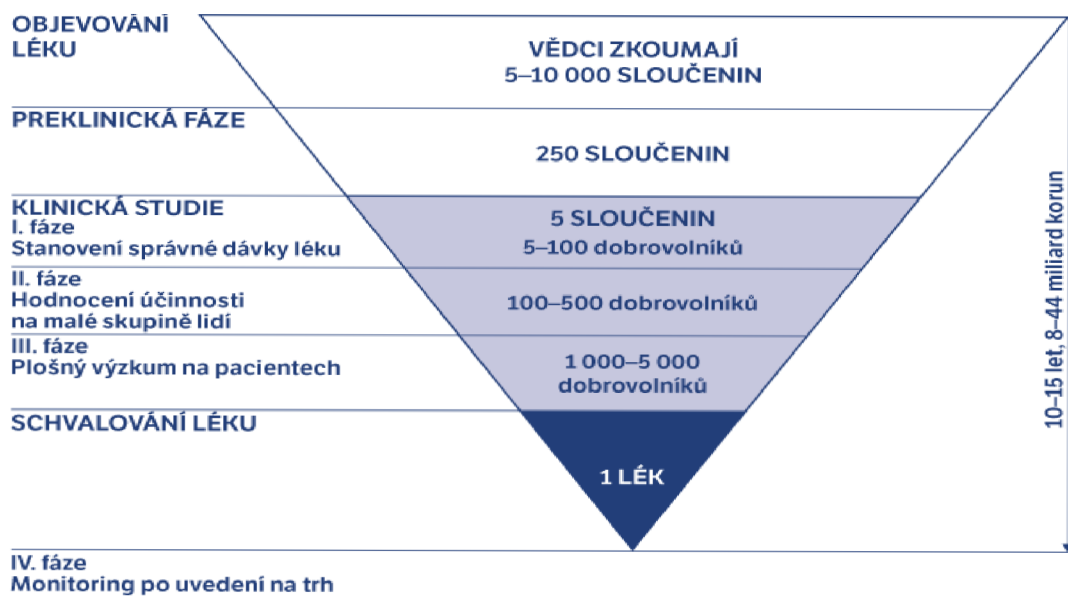 OBJEVOVÁNÍ
LÉKU
VĚDCI ZKOUMAJÍ
5–10 000 SLOUČENIN
PREKLINICKÁ FÁZE
250 SLOUČENIN
KLINICKÁ STUDIE
I. fáze
Stanovení správné dávky léku
5 SLOUČENIN
5–100 dobrovolníků
II. fáze
Hodnocení účinnosti
na malé skupině lidí
100–500 dobrovolníků
III. fáze
Plošný výzkum na pacientech
1 000–5 000
dobrovolníků
SCHVALOVÁNÍ LÉKU
1 LÉK
IV. fáze
Monitoring po uvedení na trh
10–15 let, 8–44 miliard korun